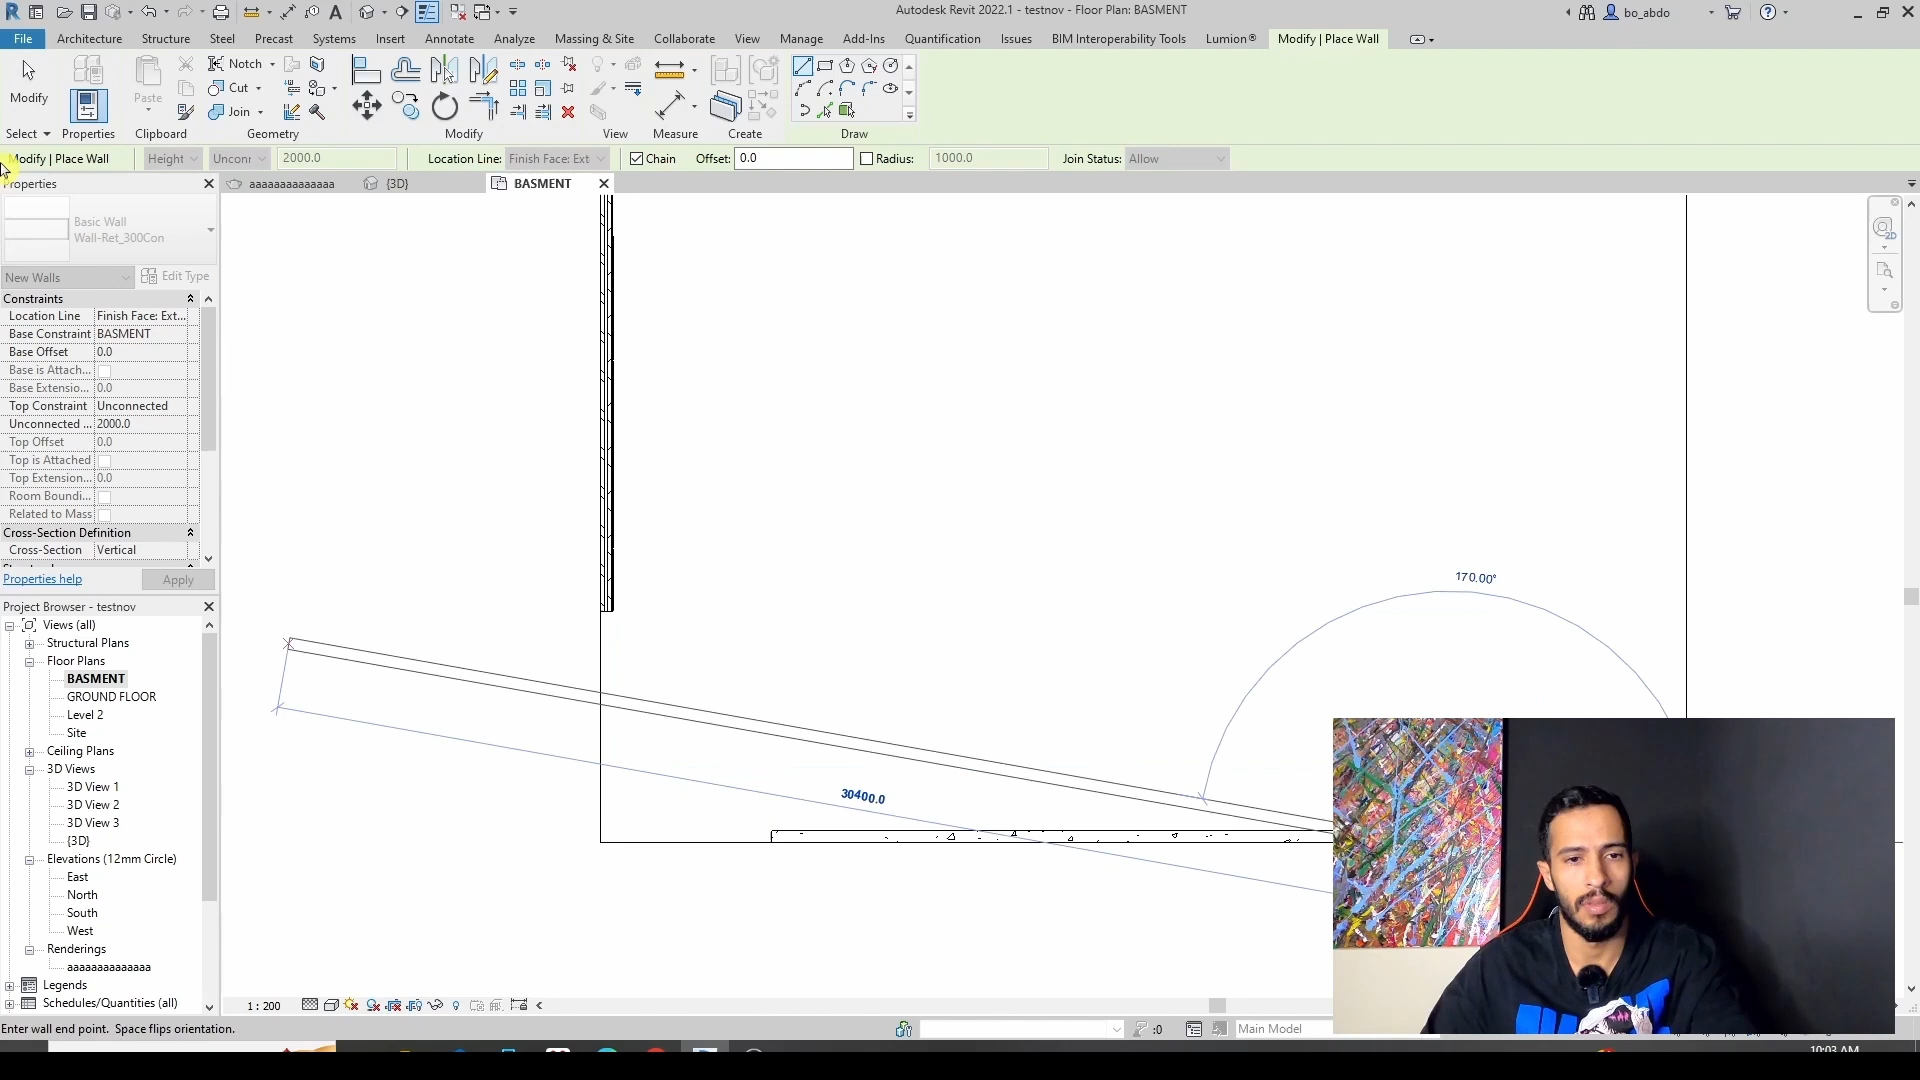 Autodesk Revit 2022.1 - testnov - Floor Plan: BASMENT
bo_abdo
File Architecture Structure Steel Precast Systems Insert Annotate Analyze Massing & Site Collaborate View Manage Add-Ins Quantification Issues BIM Interoperability Tools Lumion® Modify | Place Wall
Modify
Paste
Notch
Cut
Join
Select Properties Clipboard Geometry Modify View Measure Create Draw
Modify | Place Wall Height Unconr 2000.0 Location Line: Finish Face: Ext Chain Offset: 0.0 Radius: 1000.0 Join Status: Allow
Properties
aaaaaaaaaaaaaa {3D} BASMENT
Basic Wall
Wall-Ret_300Con
New Walls Edit Type
Constraints
Location Line Finish Face: Ext...
Base Constraint BASMENT
Base Offset 0.0
Base is Attach...
Base Extensio... 0.0
Top Constraint Unconnected
Unconnected ... 2000.0
Top Offset 0.0
Top is Attached
Top Extension... 0.0
Room Boundi...
Related to Mass
Cross-Section Definition
Cross-Section Vertical
Properties help Apply
Project Browser - testnov
Views (all)
Structural Plans
Floor Plans
BASMENT
GROUND FLOOR
Level 2
Site
Ceiling Plans
3D Views
3D View 1
3D View 2
3D View 3
{3D}
Elevations (12mm Circle)
East
North
South
West
Renderings
aaaaaaaaaaaaaa
Legends
Schedules/Quantities (all)
170.00°
30400.0
2D
1 : 200
Enter wall end point. Space flips orientation.
:0
Main Model
10:03 AM